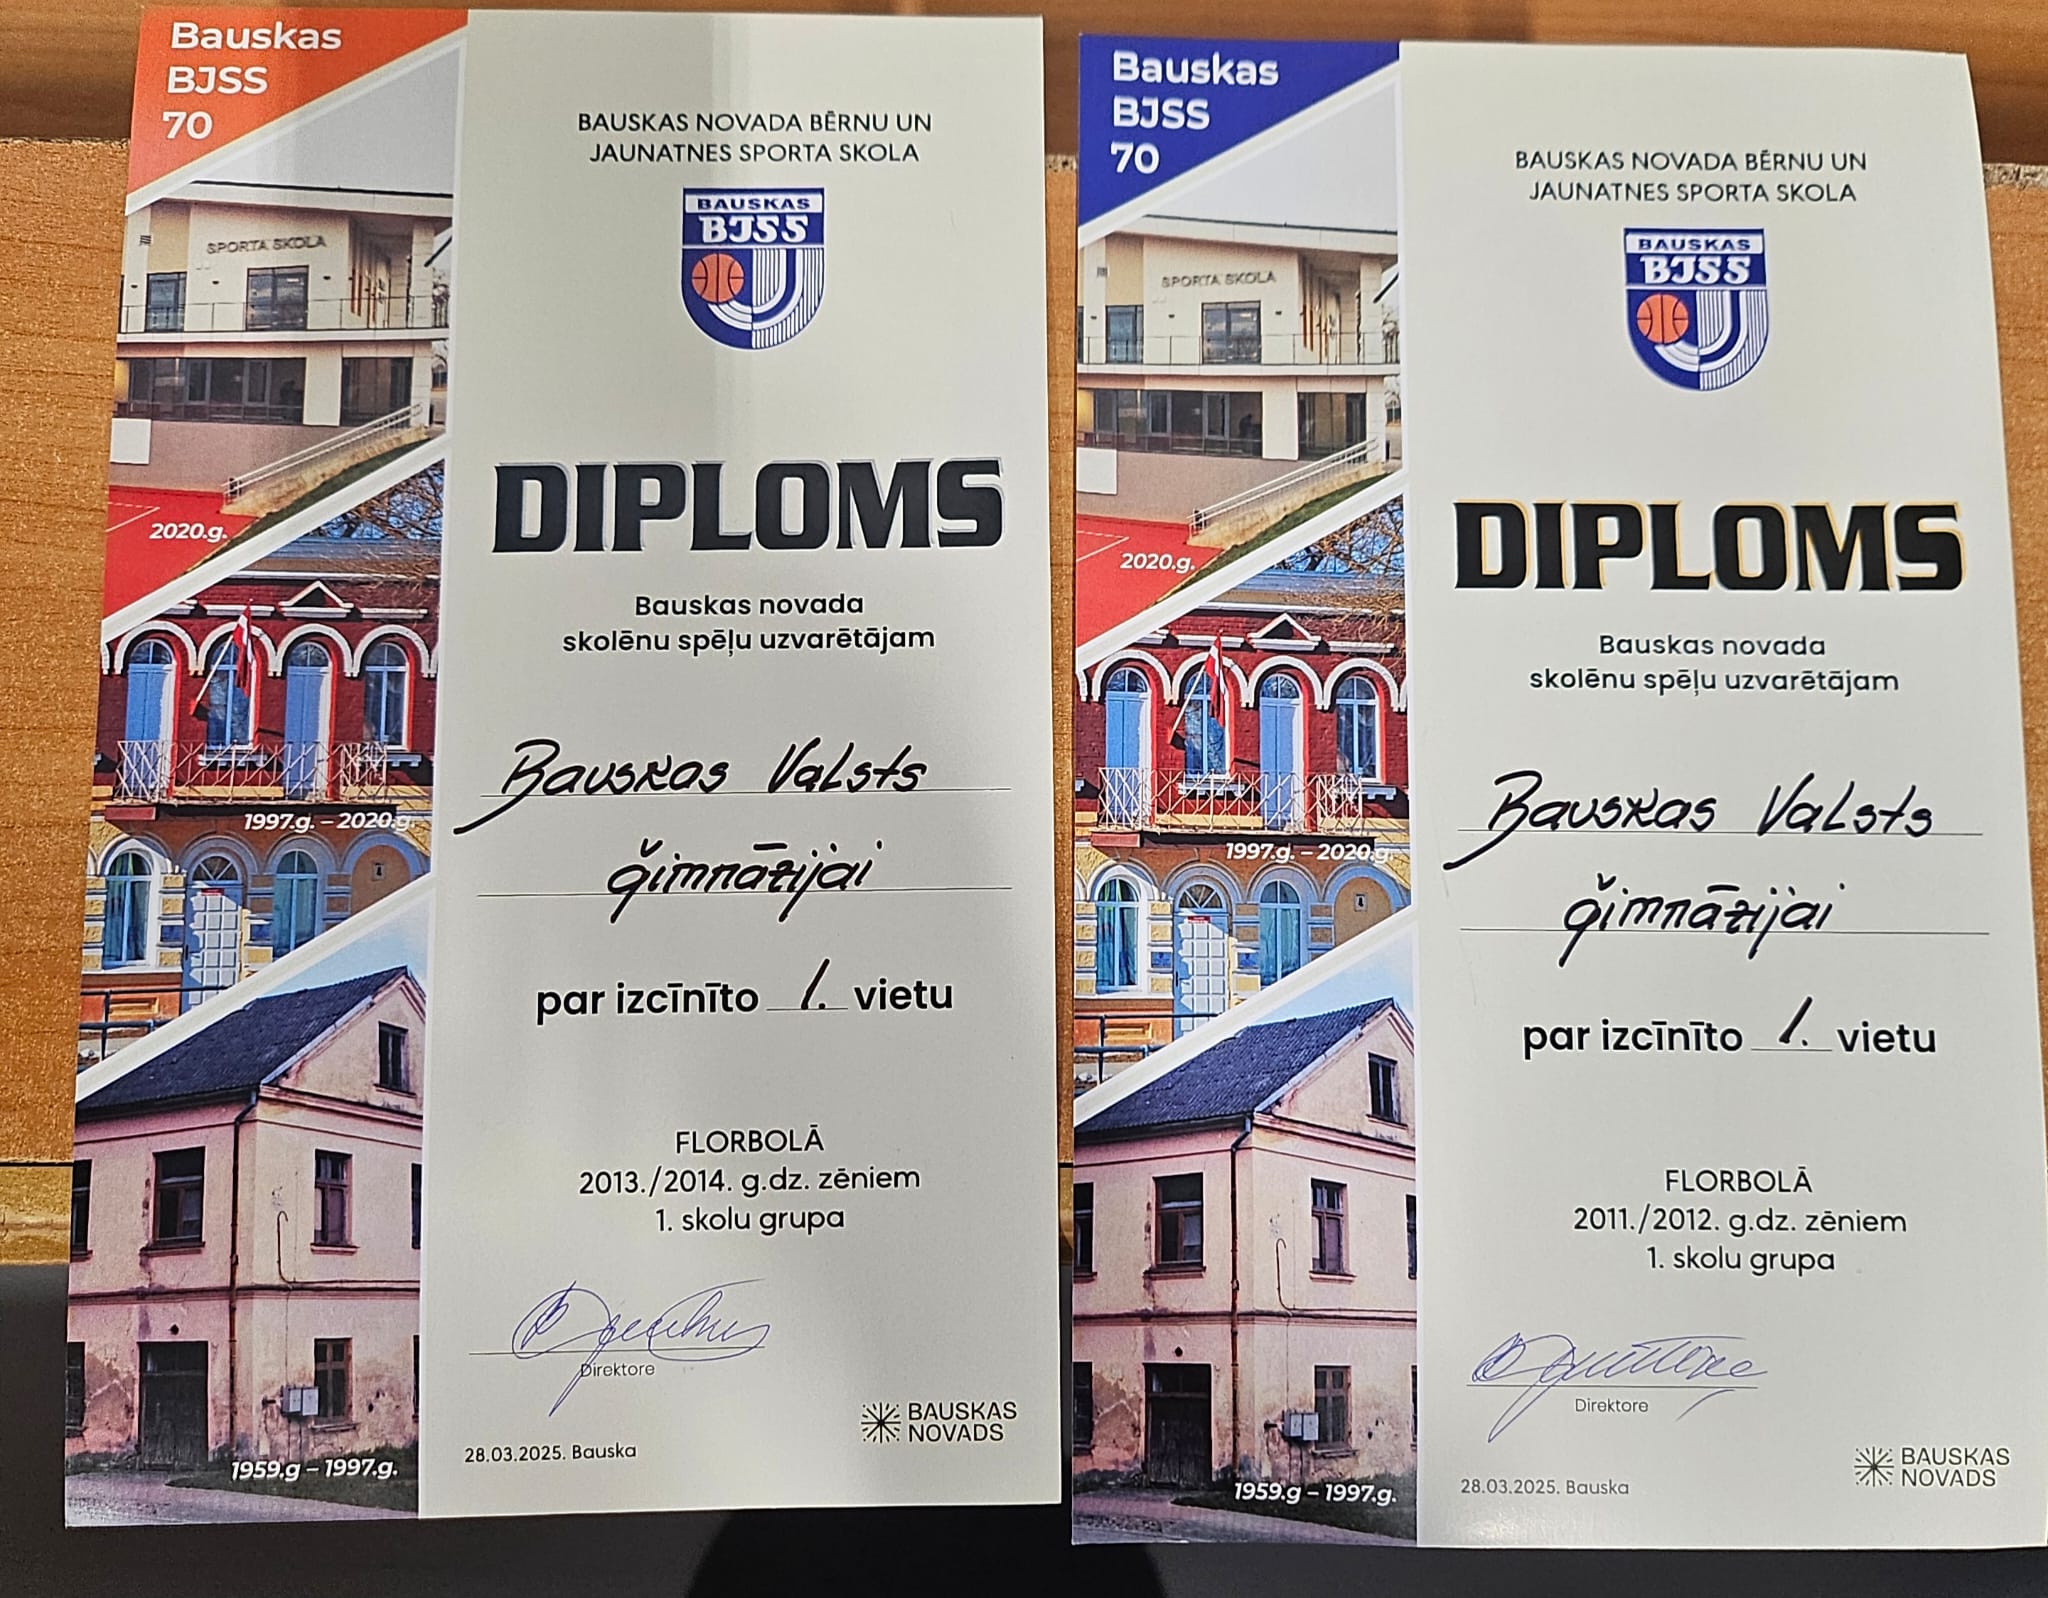 Bauskas
BJSS
70
BAUSKAS NOVADA BĒRNU UN
JAUNATNES SPORTA SKOLA
BAUSKAS
BJSS
SPORTA SKOLA
DIPLOMS
2020.g.
Bauskas novada
skolēnu spēļu uzvarētājam
Bauskas Valsts
1997.g. – 2020.g.
ģimnāzijai
par izcīnīto 1. vietu
FLORBOLĀ
2013./2014. g.dz. zēniem
1. skolu grupa
Direktore
BAUSKAS
NOVADS
28.03.2025. Bauska
1959.g – 1997.g.
Bauskas
BJSS
70
BAUSKAS NOVADA BĒRNU UN
JAUNATNES SPORTA SKOLA
BAUSKAS
BJSS
SPORTA SKOLA
DIPLOMS
2020.g.
Bauskas novada
skolēnu spēļu uzvarētājam
Bauskas Valsts
1997.g. – 2020.g.
ģimnāzijai
par izcīnīto 1. vietu
FLORBOLĀ
2011./2012. g.dz. zēniem
1. skolu grupa
Direktore
BAUSKAS
NOVADS
28.03.2025. Bauska
1959.g – 1997.g.